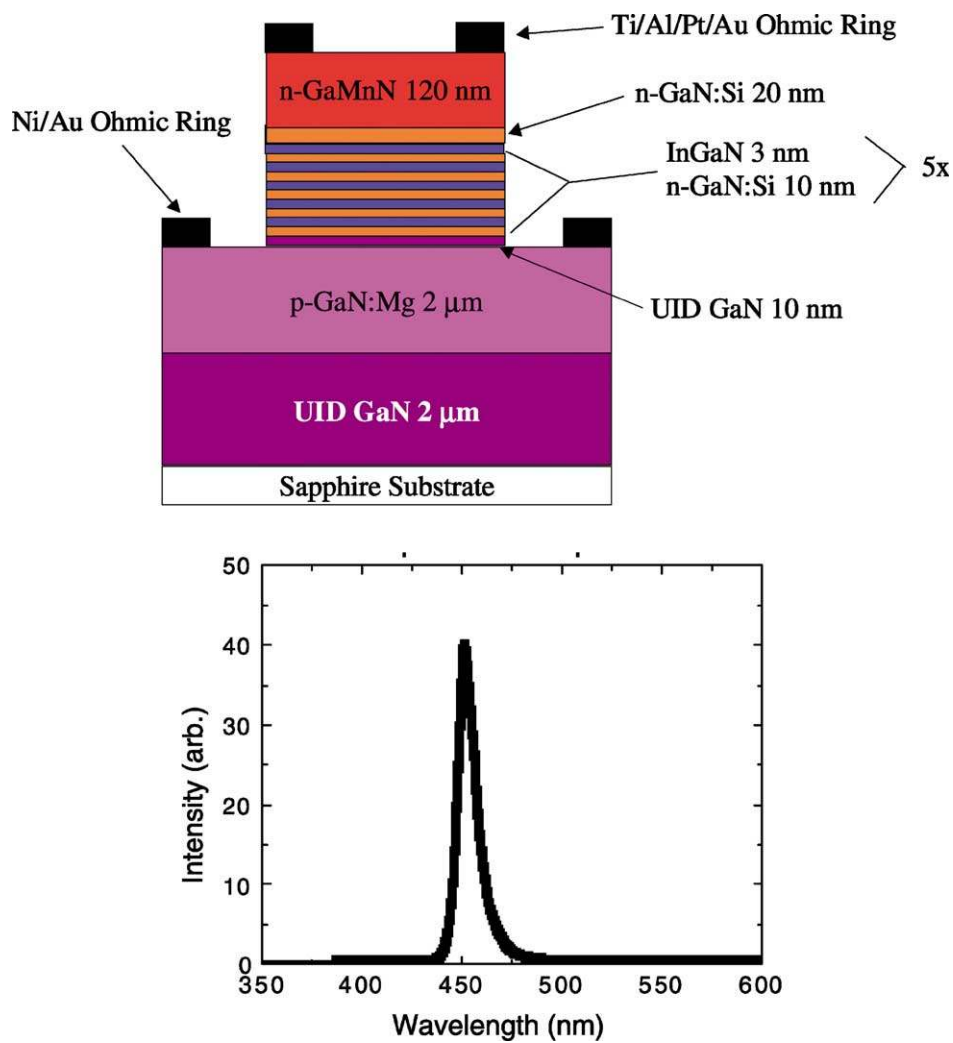 Ti/Al/Pt/Au Ohmic Ring
n-GaMnN 120 nm
n-GaN:Si 20 nm
Ni/Au Ohmic Ring
InGaN 3 nm
5x
n-GaN:Si 10 nm
p-GaN:Mg 2 μm
UID GaN 10 nm
UID GaN 2 μm
Sapphire Substrate
50
40
30
20
10
0
Intensity (arb.)
350 400 450 500 550 600
Wavelength (nm)